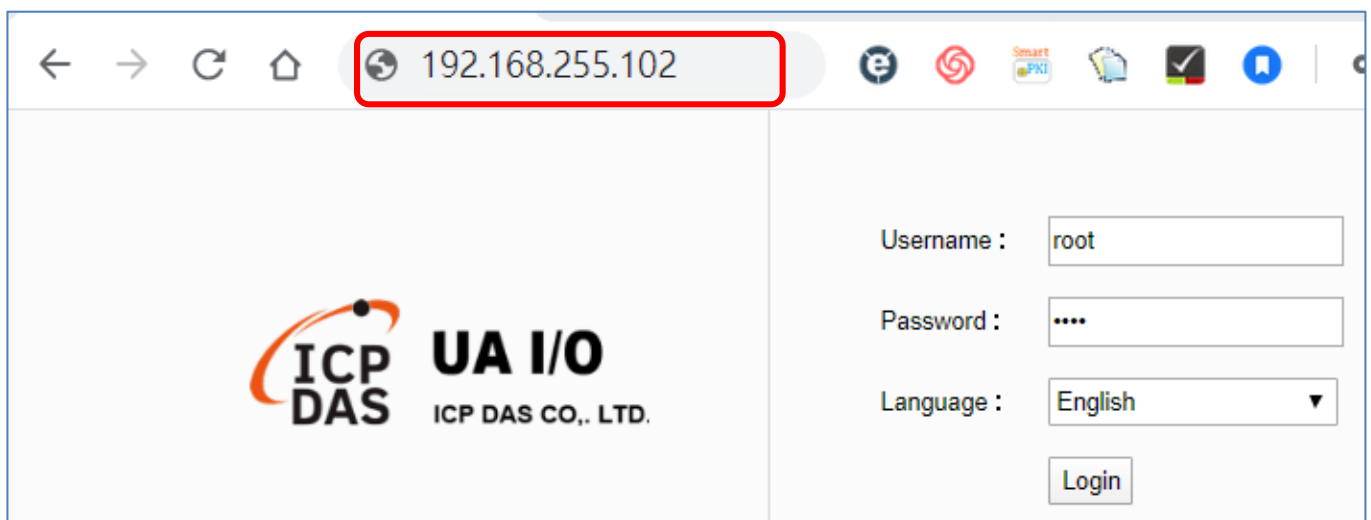 192.168.255.102
Smart
PKI
Username :
root
Password :
••••
Language :
English
Login
ICP
DAS
UA I/O
ICP DAS CO,. LTD.